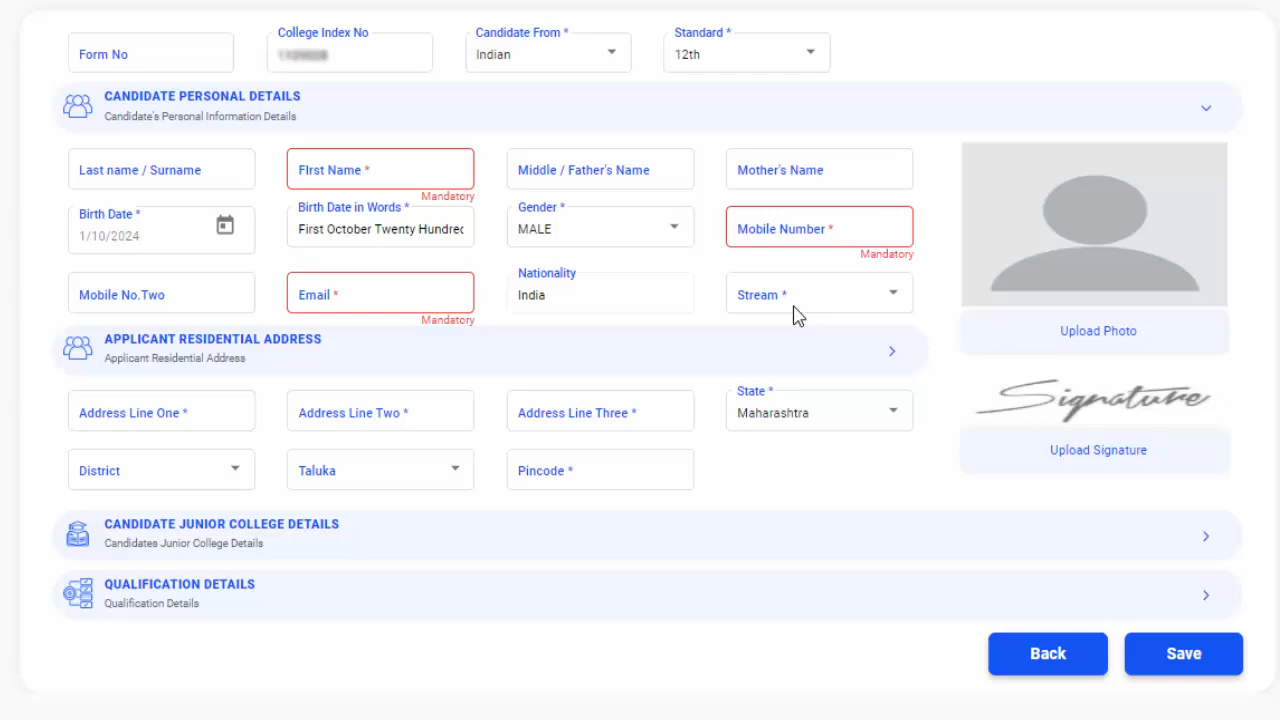 Form No
College Index No
Candidate From *
Indian
Standard *
12th
CANDIDATE PERSONAL DETAILS
Candidate's Personal Information Details
Last name / Surname
FIrst Name *
Mandatory
Middle / Father's Name
Mother's Name
Birth Date *
1/10/2024
Birth Date in Words *
First October Twenty Hundred
Gender *
MALE
Mobile Number *
Mandatory
Mobile No.Two
Email *
Mandatory
Nationality
India
Stream *
Upload Photo
APPLICANT RESIDENTIAL ADDRESS
Applicant Residential Address
Signature
Upload Signature
Address Line One *
Address Line Two *
Address Line Three *
State *
Maharashtra
District
Taluka
Pincode *
CANDIDATE JUNIOR COLLEGE DETAILS
Candidates Junior College Details
QUALIFICATION DETAILS
Qualification Details
Back
Save